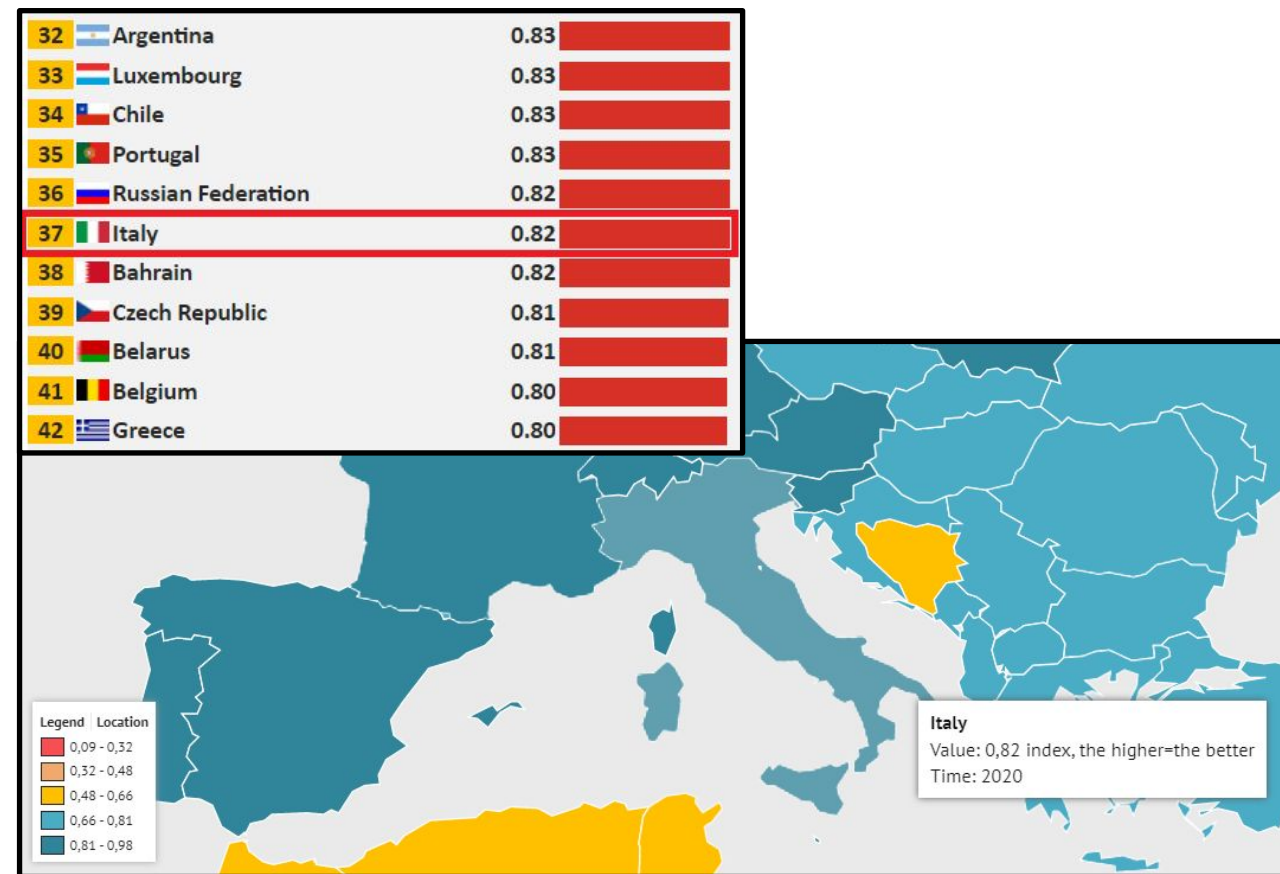 32 Argentina 0.83
33 Luxembourg 0.83
34 Chile 0.83
35 Portugal 0.83
36 Russian Federation 0.82
37 Italy 0.82
38 Bahrain 0.82
39 Czech Republic 0.81
40 Belarus 0.81
41 Belgium 0.80
42 Greece 0.80
Legend Location
0,09 - 0,32
0,32 - 0,48
0,48 - 0,66
0,66 - 0,81
0,81 - 0,98
Italy
Value: 0,82 index, the higher=the better
Time: 2020